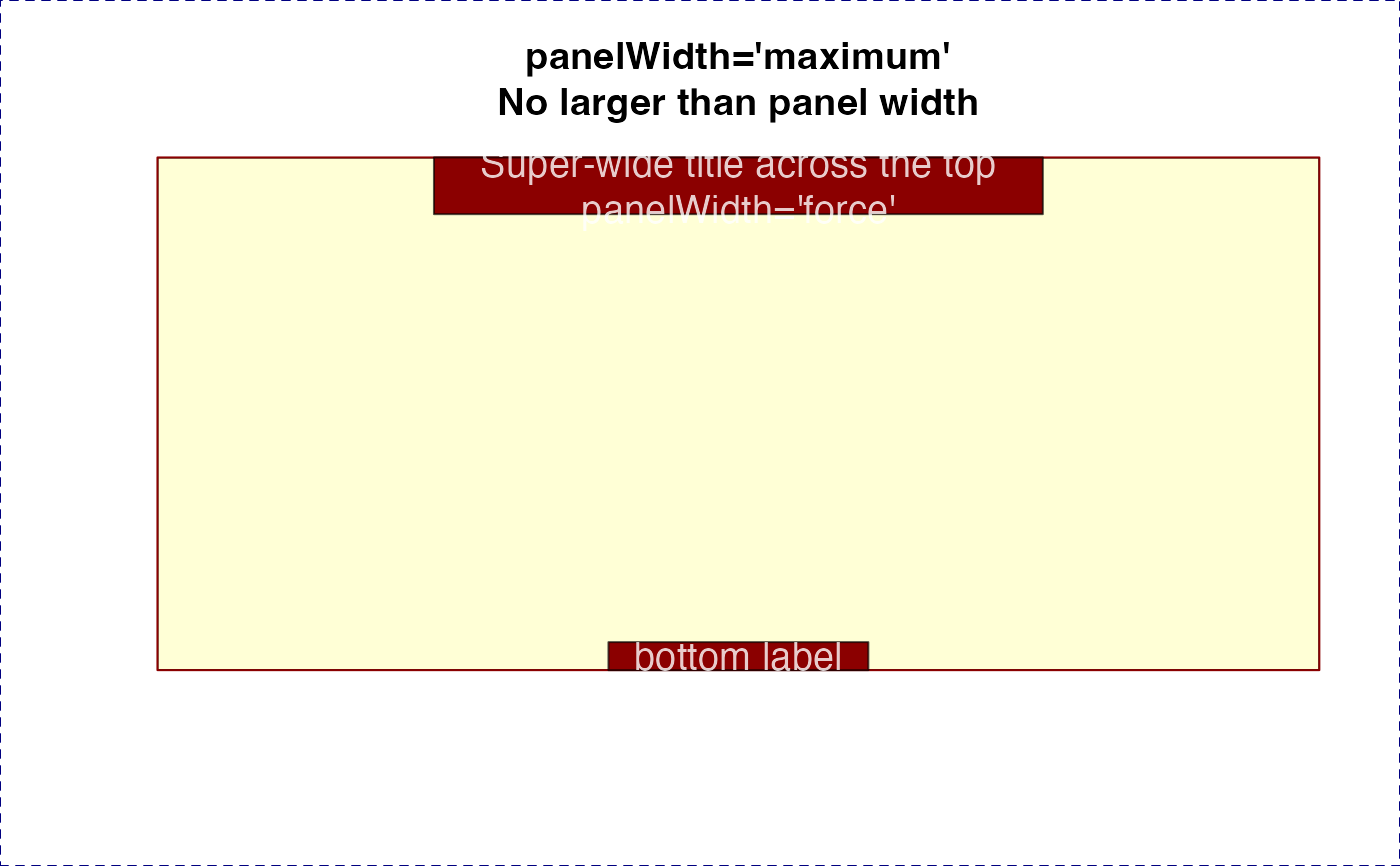 panelWidth='maximum'
No larger than panel width
Super-wide title across the top
panelWidth='force'
bottom label